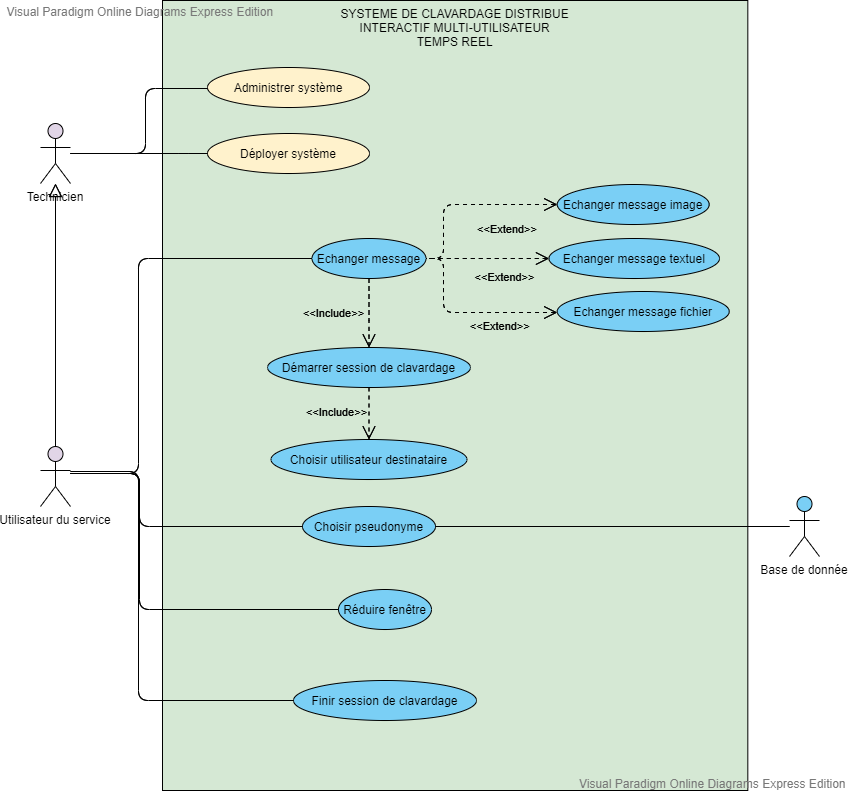 Visual Paradigm Online Diagrams Express Edition
SYSTEME DE CLAVARDAGE DISTRIBUE
INTERACTIF MULTI-UTILISATEUR
TEMPS REEL
Administrer système
Déployer système
Technicien
Echanger message image
<<Extend>>
Echanger message
Echanger message textuel
<<Extend>>
<<Include>>
Echanger message fichier
<<Extend>>
Démarrer session de clavardage
<<Include>>
Choisir utilisateur destinataire
Utilisateur du service
Choisir pseudonyme
Base de donnée
Réduire fenêtre
Finir session de clavardage
Visual Paradigm Online Diagrams Express Edition